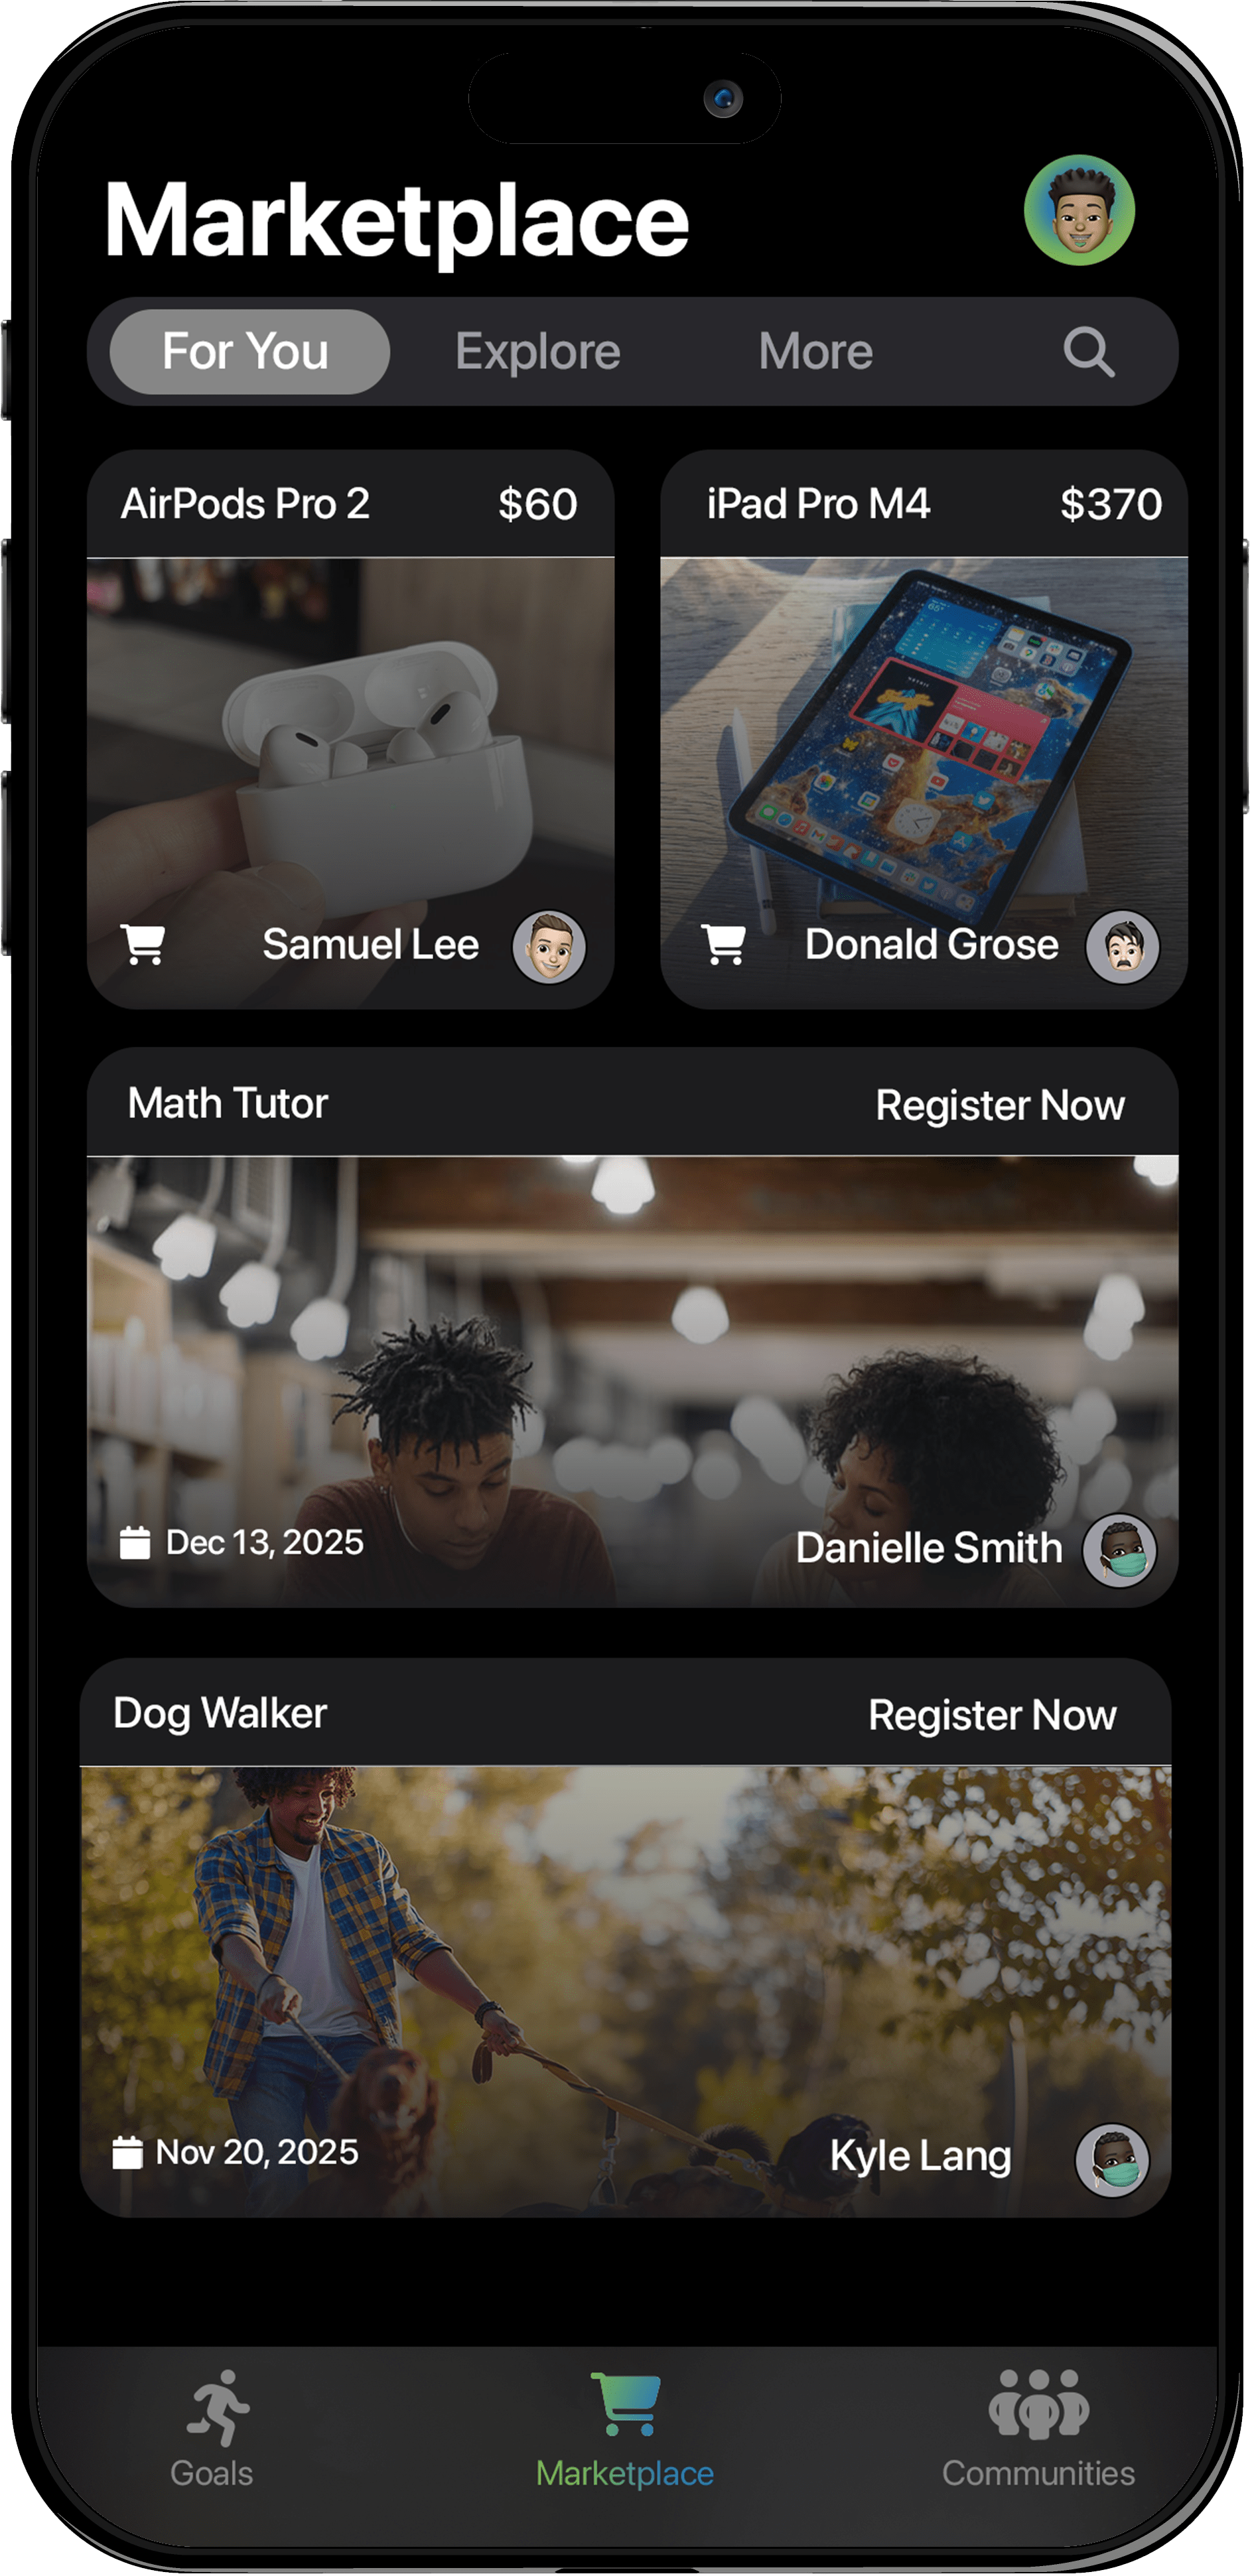 Marketplace
For You Explore More
AirPods Pro 2 $60
iPad Pro M4 $370
Samuel Lee
Donald Grose
Math Tutor Register Now
Dec 13, 2025 Danielle Smith
Dog Walker Register Now
Nov 20, 2025 Kyle Lang
Goals Marketplace Communities